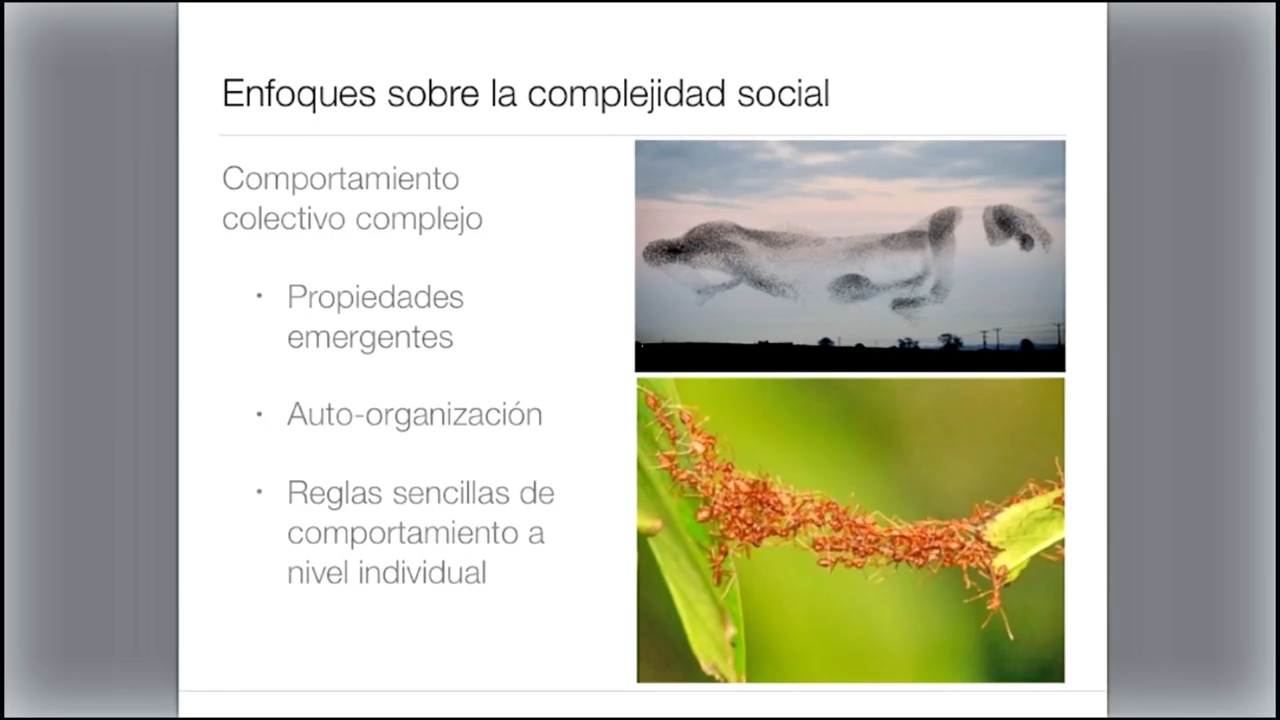 Enfoques sobre la complejidad social
Comportamiento
colectivo complejo
• Propiedades
emergentes
• Auto-organización
• Reglas sencillas de
comportamiento a
nivel individual